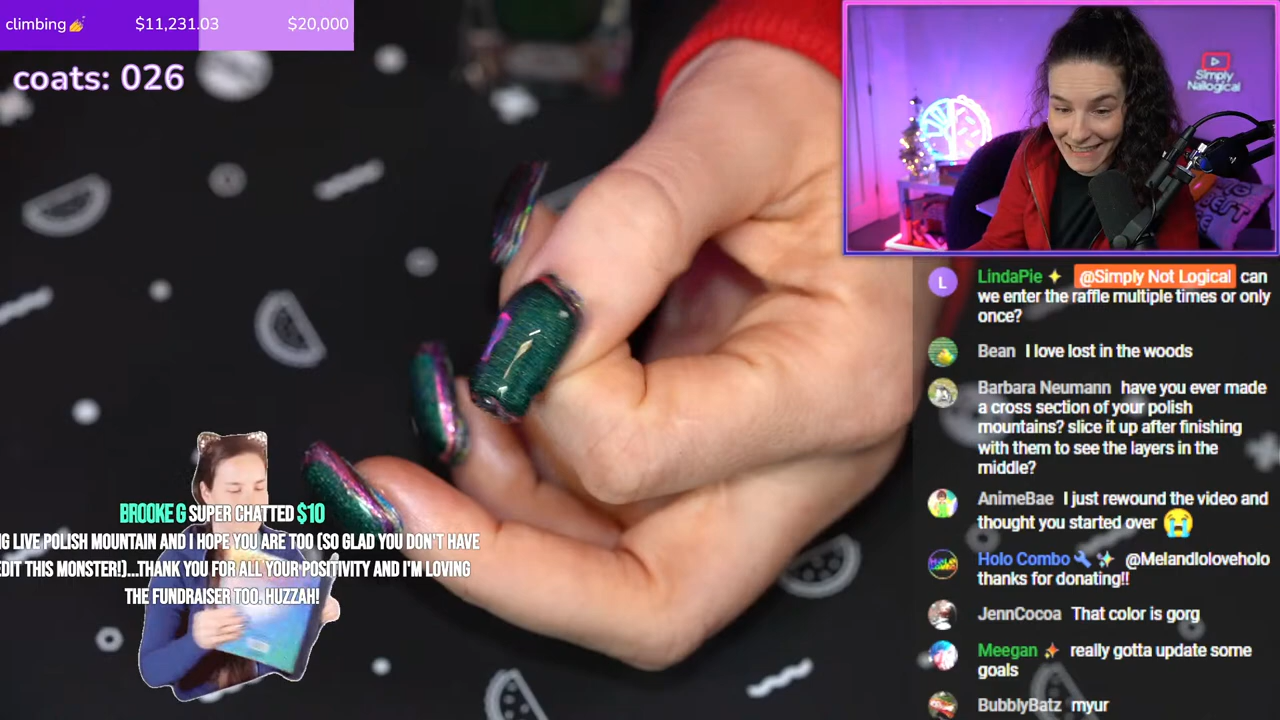 climbing💅 $11,231.03 $20,000
coats: 026
Simply
Nailogical
LindaPie @Simply Not Logical can
we enter the raffle multiple times or only
once?
Bean I love lost in the woods
Barbara Neumann have you ever made
a cross section of your polish
mountains? slice it up after finishing
with them to see the layers in the
middle?
AnimeBae I just rewound the video and
thought you started over 😭
Holo Combo @Melandloloveholo
thanks for donating!!
JennCocoa That color is gorg
Meegan really gotta update some
goals
BubblyBatz myur
BROOKE G SUPER CHATTED $10
G LIVE POLISH MOUNTAIN AND I HOPE YOU ARE TOO (SO GLAD YOU DON'T HAVE
EDIT THIS MONSTER!)...THANK YOU FOR ALL YOUR POSITIVITY AND I'M LOVING
THE FUNDRAISER TOO. HUZZAH!